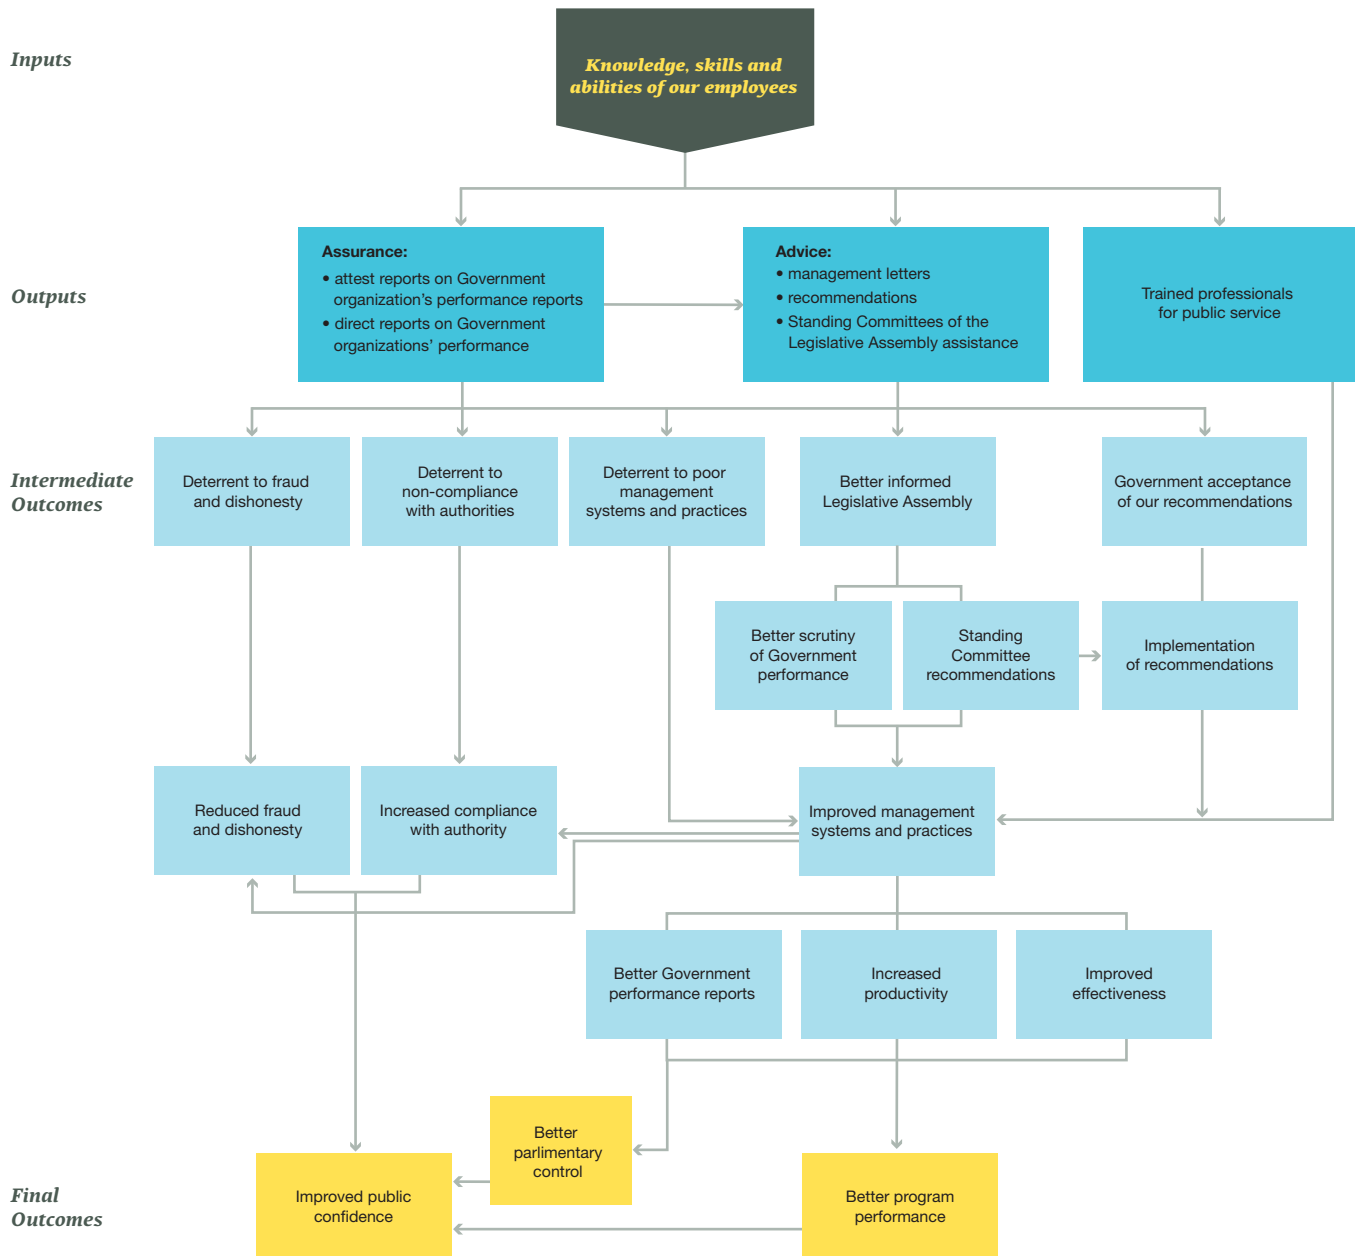 Inputs
Knowledge, skills and
abilities of our employees
Outputs
Assurance:
• attest reports on Government
organization's performance reports
• direct reports on Government
organizations' performance
Advice:
• management letters
• recommendations
• Standing Committees of the
Legislative Assembly assistance
Trained professionals
for public service
Intermediate
Outcomes
Deterrent to fraud
and dishonesty
Deterrent to
non-compliance
with authorities
Deterrent to poor
management
systems and practices
Better informed
Legislative Assembly
Government acceptance
of our recommendations
Better scrutiny
of Government
performance
Standing
Committee
recommendations
Implementation
of recommendations
Reduced fraud
and dishonesty
Increased compliance
with authority
Improved management
systems and practices
Better Government
performance reports
Increased
productivity
Improved
effectiveness
Better
parlimentary
control
Final
Outcomes
Improved public
confidence
Better program
performance